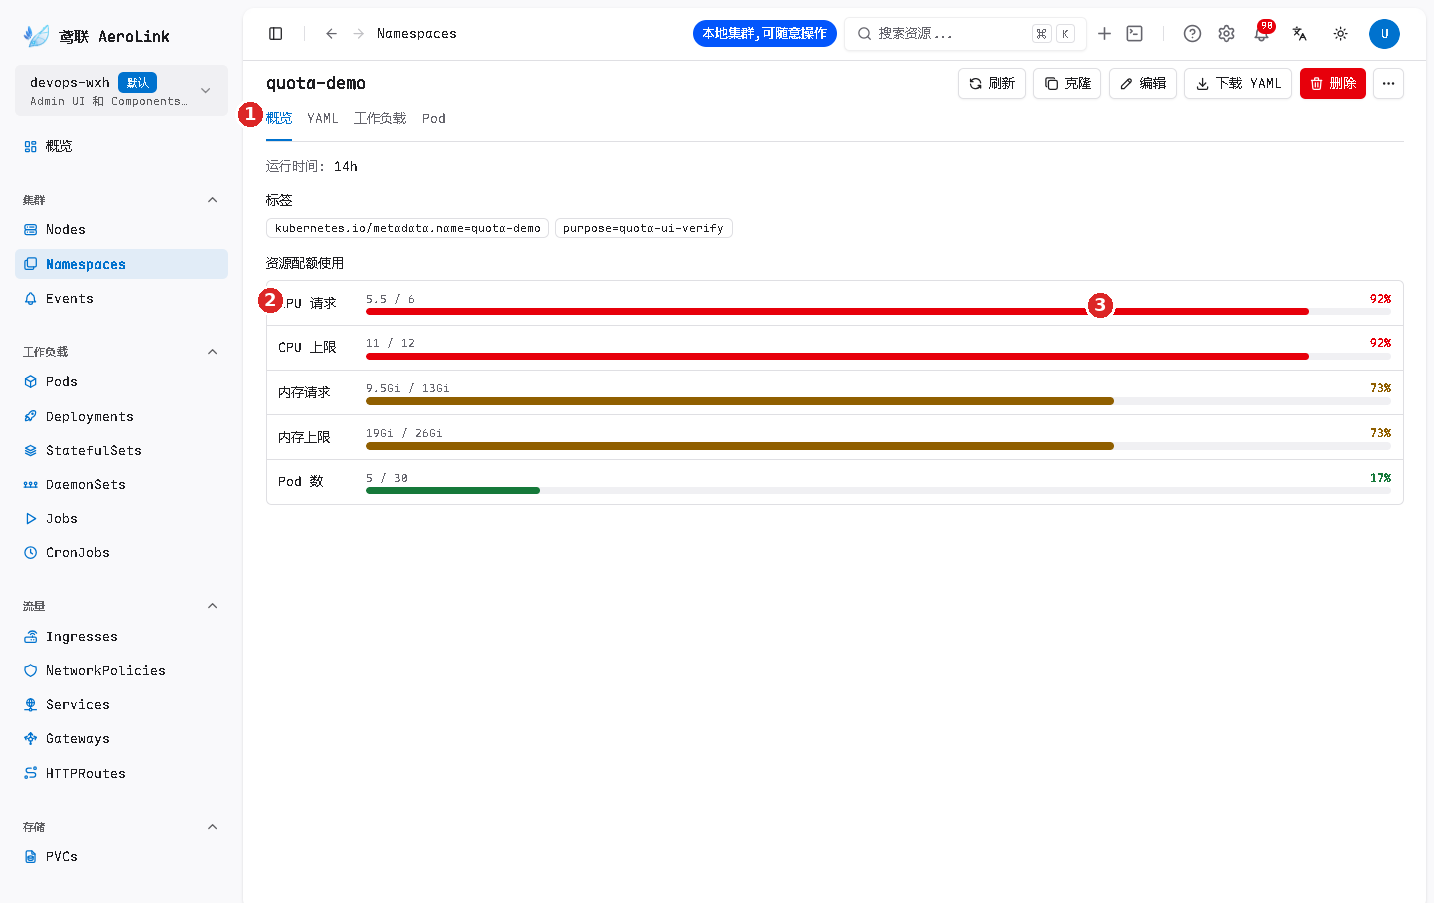 鸢联 AeroLink
devops-wxh 默认
Admin UI 和 Components…
概览
集群
Nodes
Namespaces
Events
工作负载
Pods
Deployments
StatefulSets
DaemonSets
Jobs
CronJobs
流量
Ingresses
NetworkPolicies
Services
Gateways
HTTPRoutes
存储
PVCs
Namespaces
本地集群,可随意操作
搜索资源... ⌘ K
90
U
quota-demo
刷新
克隆
编辑
下载 YAML
删除
1
概览 YAML 工作负载 Pod
运行时间: 14h
标签
kubernetes.io/metadata.name=quota-demo purpose=quota-ui-verify
资源配额使用
2
PU 请求 5.5 / 6 92%
3
CPU 上限 11 / 12 92%
内存请求 9.5Gi / 13Gi 73%
内存上限 19Gi / 26Gi 73%
Pod 数 5 / 30 17%